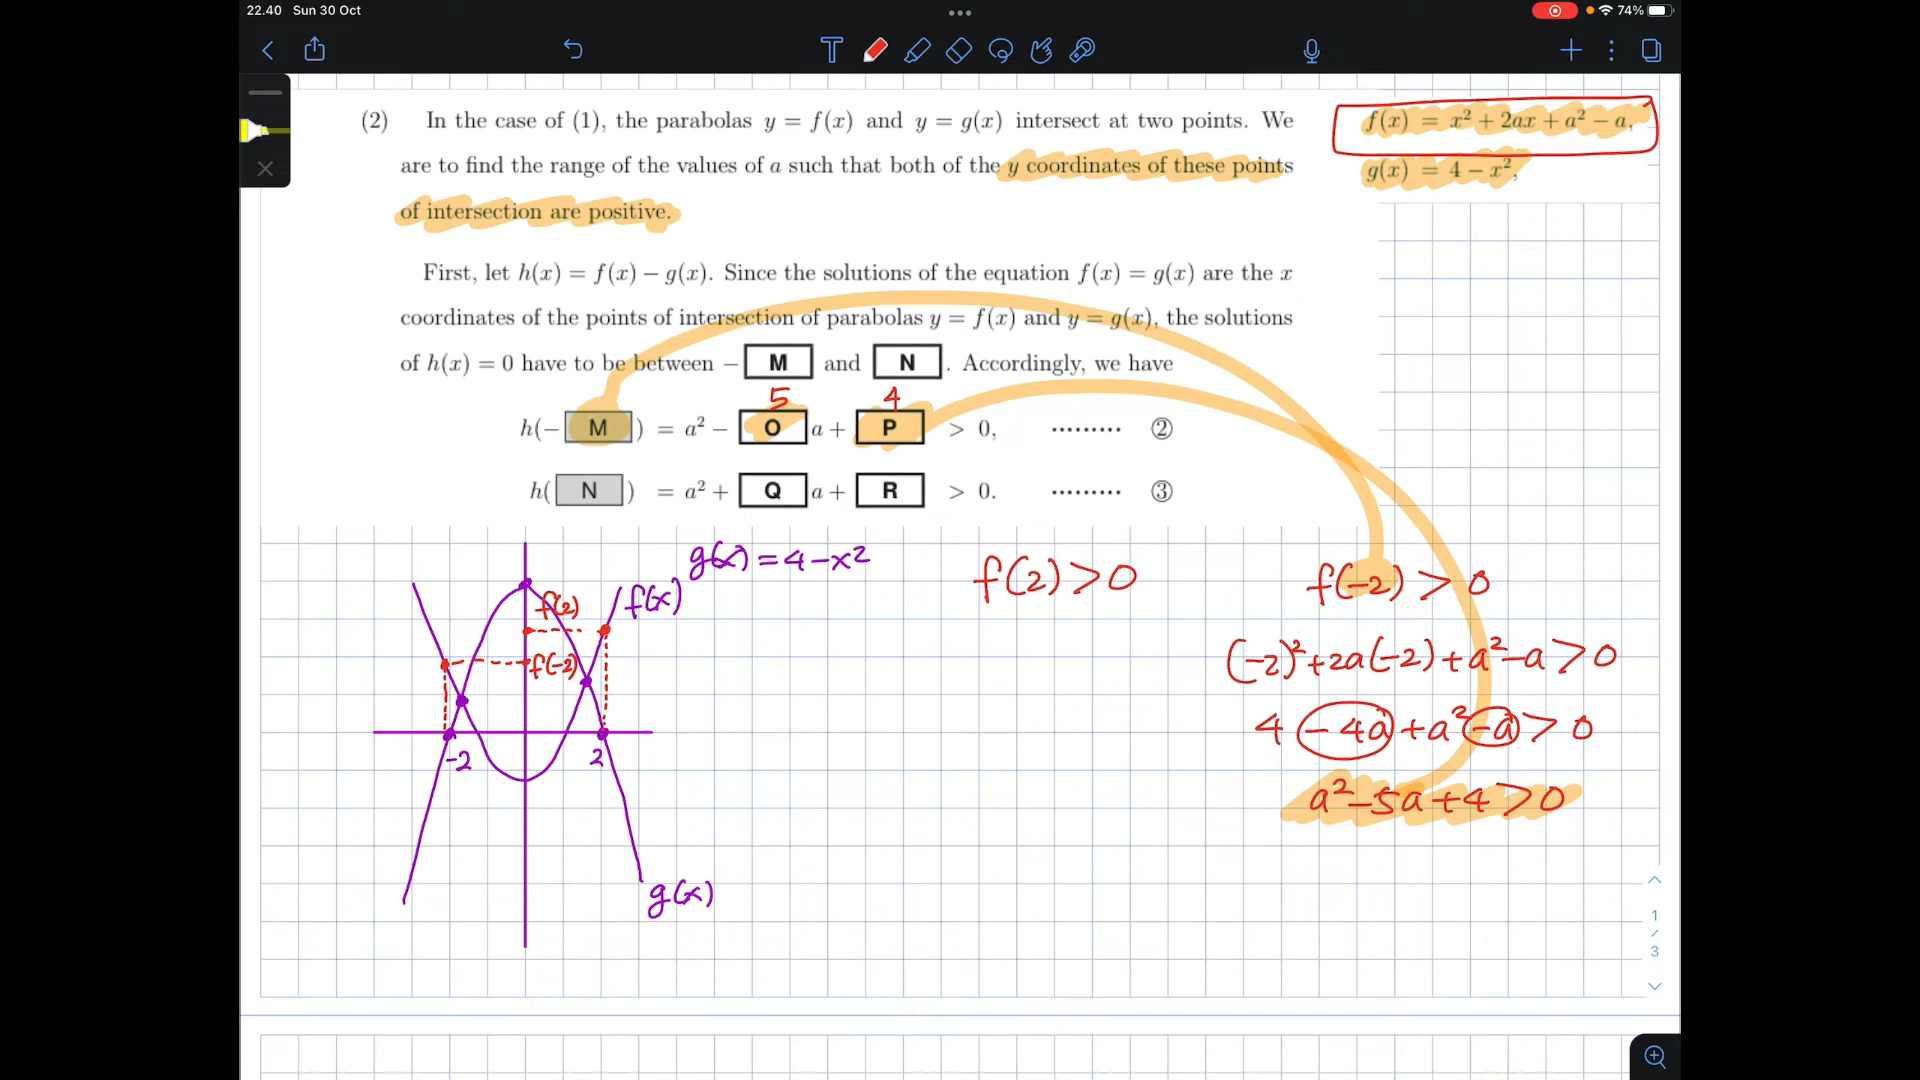 22.40 Sun 30 Oct
74%
(2) In the case of (1), the parabolas y = f(x) and y = g(x) intersect at two points. We
are to find the range of the values of a such that both of the y coordinates of these points
of intersection are positive.
f(x) = x² + 2ax + a² − a,
g(x) = 4 − x²,
First, let h(x) = f(x) − g(x). Since the solutions of the equation f(x) = g(x) are the x
coordinates of the points of intersection of parabolas y = f(x) and y = g(x), the solutions
of h(x) = 0 have to be between − M and N . Accordingly, we have
5 4
h(− M ) = a² − O a + P > 0, ········· ②
h( N ) = a² + Q a + R > 0. ········· ③
g(x) = 4 − x²
f(x)
f(2)
f(-2)
-2 2
g(x)
f(2) > 0
f(-2) > 0
(-2)² + 2a(-2) + a² - a > 0
4 - 4a + a² - a > 0
a² - 5a + 4 > 0
1
/
3